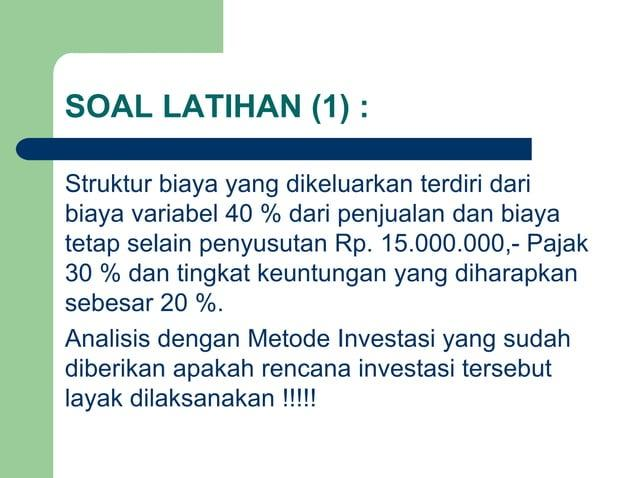 SOAL LATIHAN (1) :
Struktur biaya yang dikeluarkan terdiri dari
biaya variabel 40 % dari penjualan dan biaya
tetap selain penyusutan Rp. 15.000.000,- Pajak
30 % dan tingkat keuntungan yang diharapkan
sebesar 20 %.
Analisis dengan Metode Investasi yang sudah
diberikan apakah rencana investasi tersebut
layak dilaksanakan !!!!!